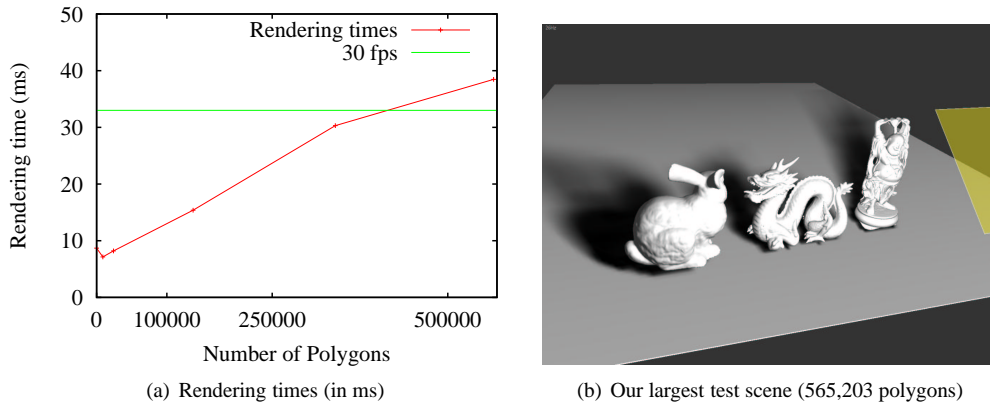 50
40
30
20
10
0
Rendering time (ms)
Rendering times
30 fps
0 100000 250000 500000
Number of Polygons
(a) Rendering times (in ms)
(b) Our largest test scene (565,203 polygons)